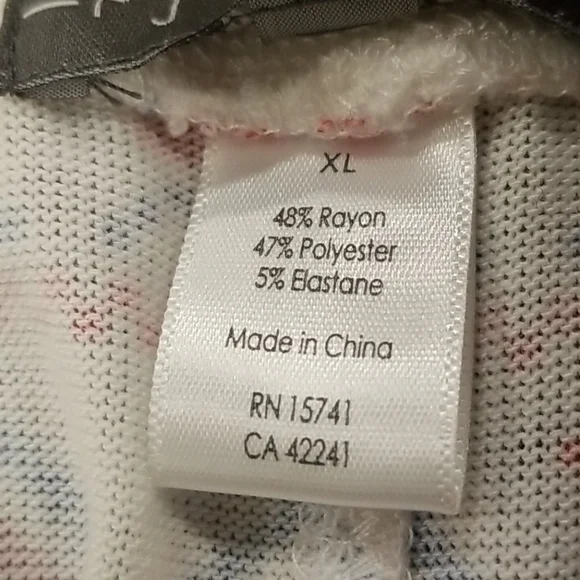 XL
48% Rayon
47% Polyester
5% Elastane
Made in China
RN 15741
CA 42241